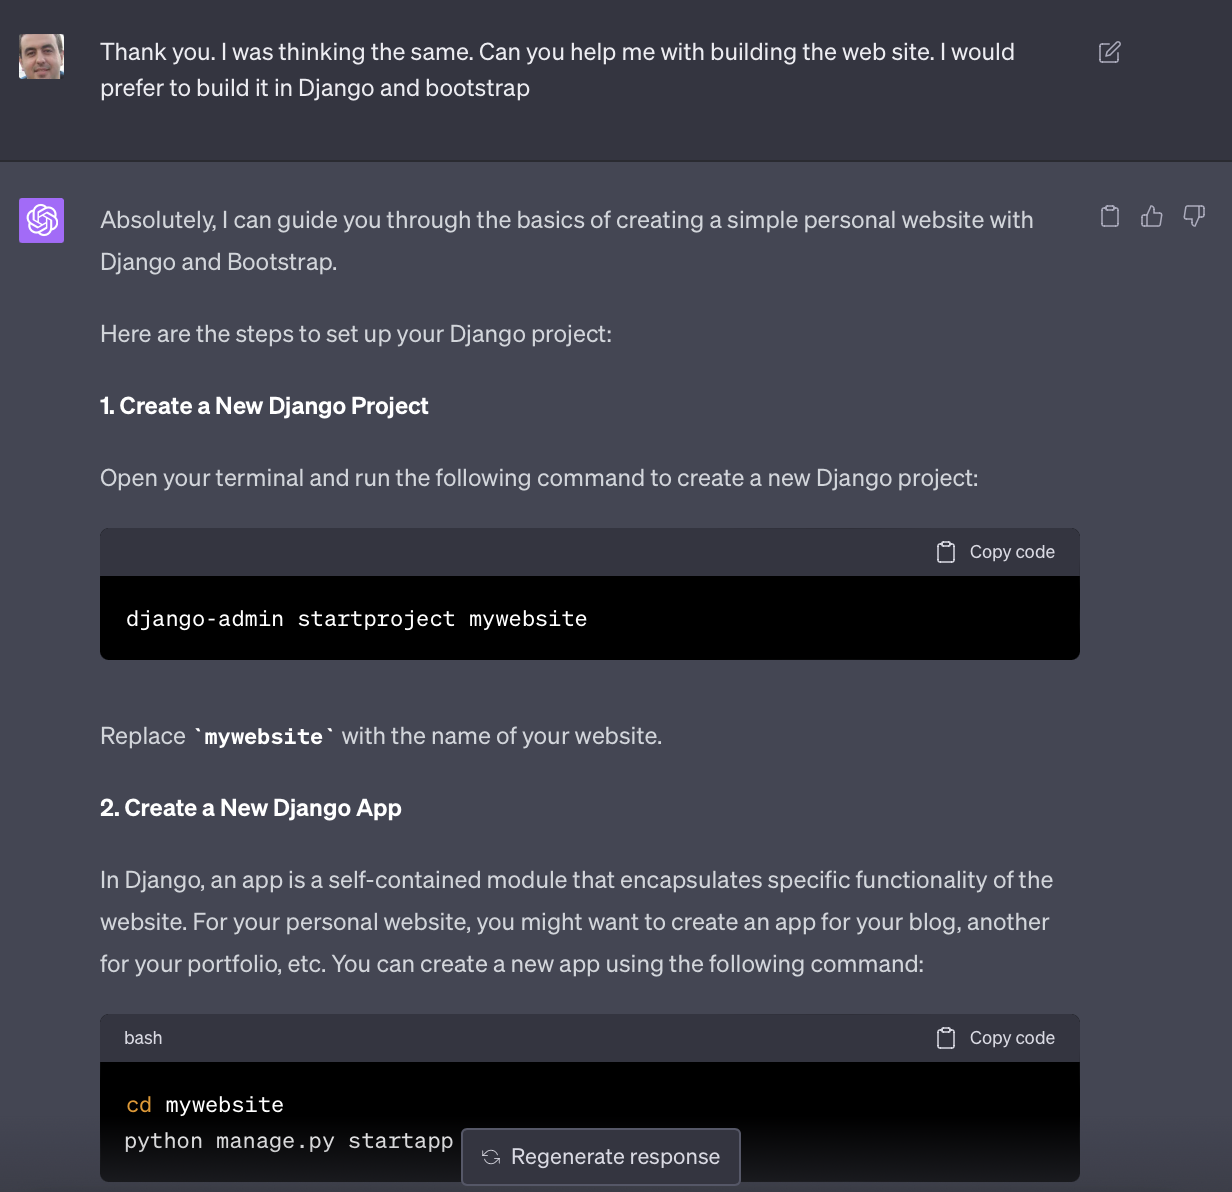 Thank you. I was thinking the same. Can you help me with building the web site. I would
prefer to build it in Django and bootstrap
Absolutely, I can guide you through the basics of creating a simple personal website with
Django and Bootstrap.
Here are the steps to set up your Django project:
1. Create a New Django Project
Open your terminal and run the following command to create a new Django project:
Copy code
django-admin startproject mywebsite
Replace `mywebsite` with the name of your website.
2. Create a New Django App
In Django, an app is a self-contained module that encapsulates specific functionality of the
website. For your personal website, you might want to create an app for your blog, another
for your portfolio, etc. You can create a new app using the following command:
bash
Copy code
cd mywebsite
python manage.py startapp
Regenerate response